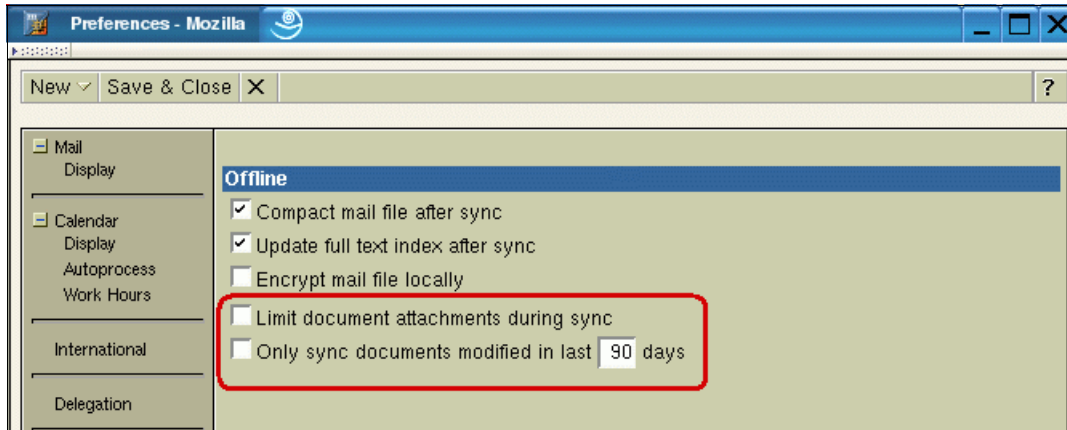 Preferences - Mozilla
New Save & Close X ?
Mail
Display
Calendar
Display
Autoprocess
Work Hours
International
Delegation
Offline
Compact mail file after sync
Update full text index after sync
Encrypt mail file locally
Limit document attachments during sync
Only sync documents modified in last 90 days